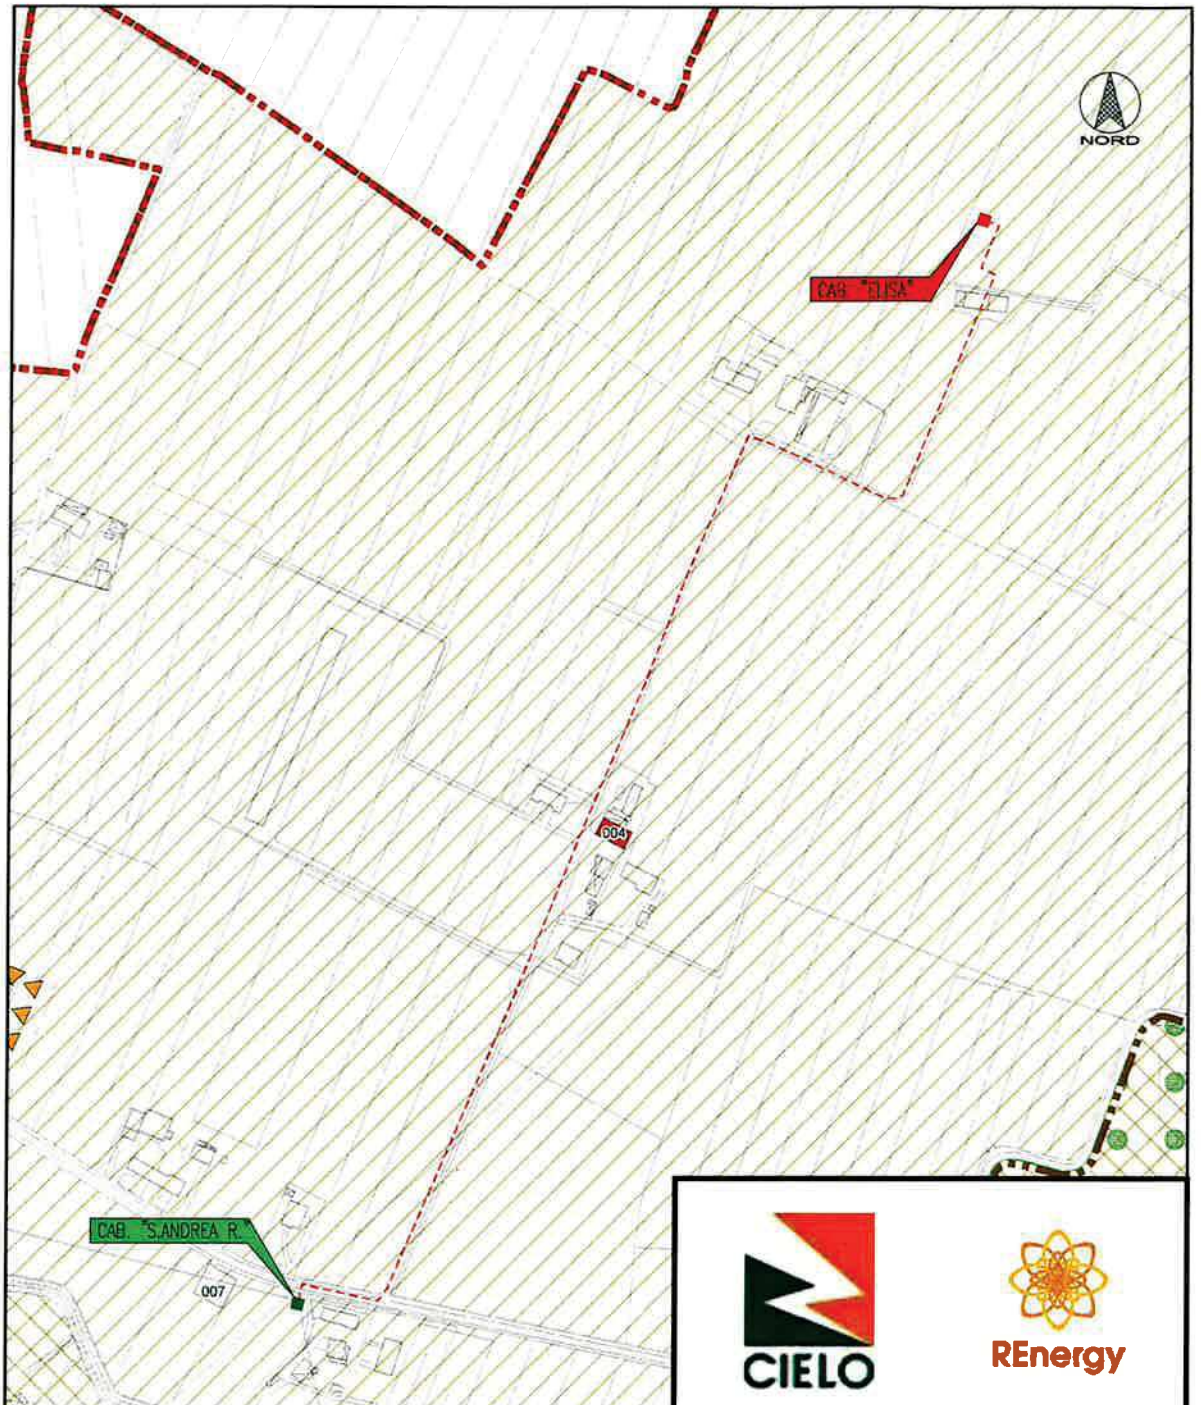 NORD
CAB. "ELISA"
004
CAB. "S.ANDREA R."
007
CIELO
REnergy